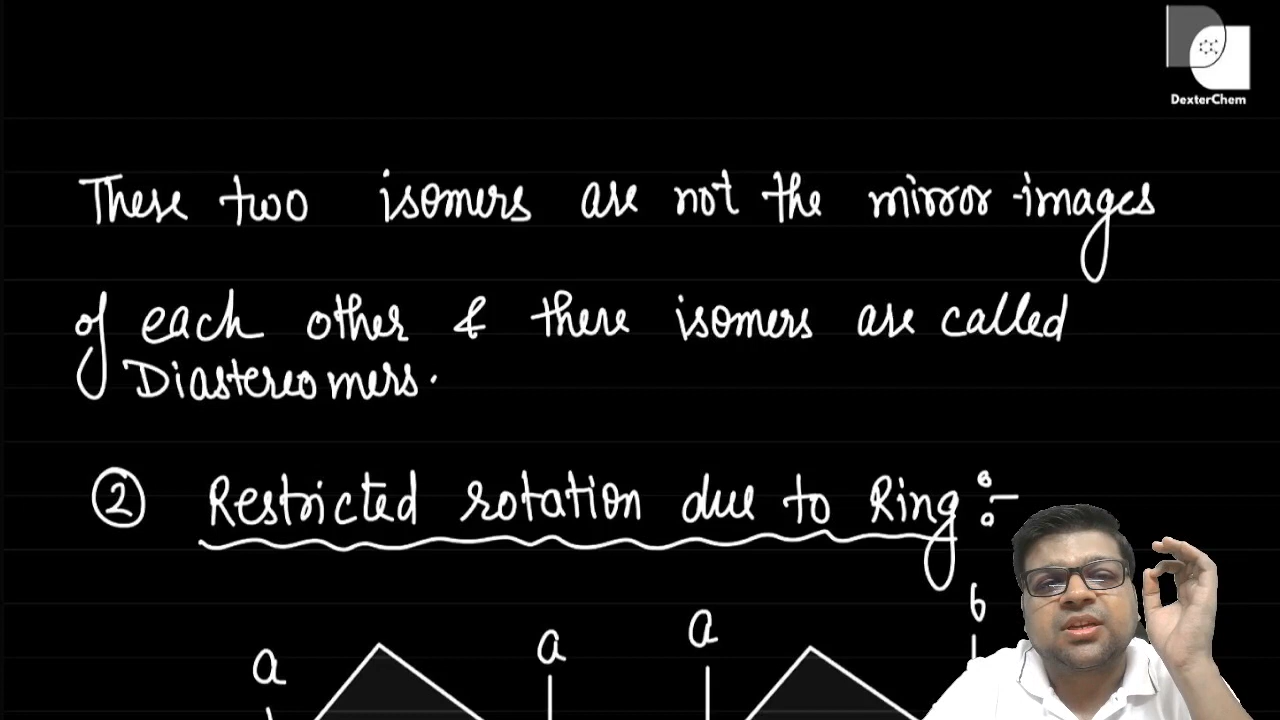 DexterChem
These two isomers are not the mirror-images
of each other & these isomers are called
Diastereomers.
② Restricted rotation due to Ring :-
a a a b